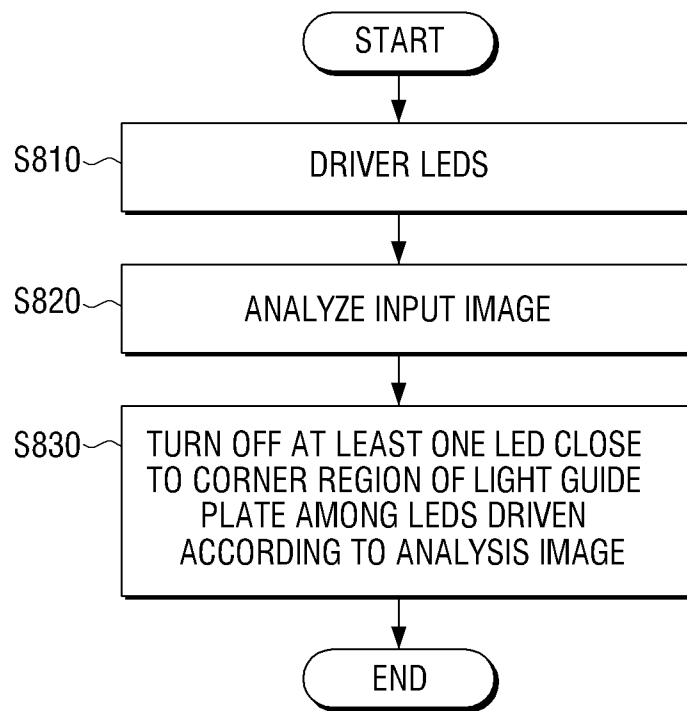 START
S810
DRIVER LEDS
S820
ANALYZE INPUT IMAGE
S830
TURN OFF AT LEAST ONE LED CLOSE
TO CORNER REGION OF LIGHT GUIDE
PLATE AMONG LEDS DRIVEN
ACCORDING TO ANALYSIS IMAGE
END